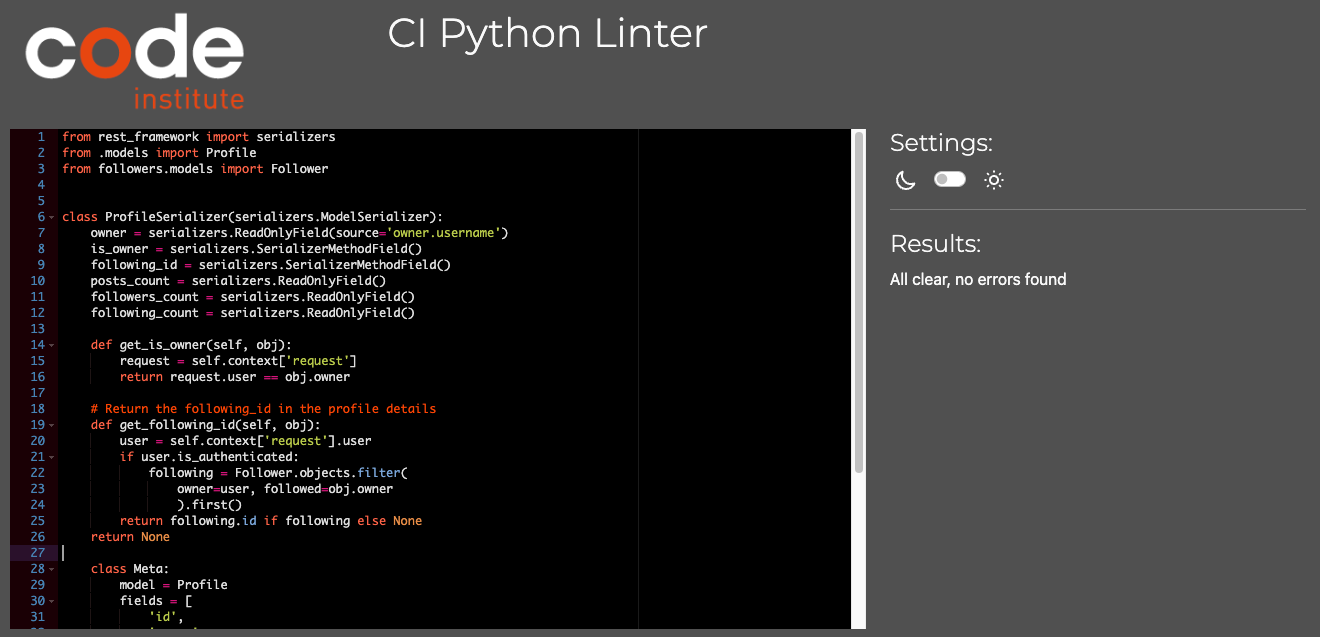 code
institute
CI Python Linter
1 from rest_framework import serializers
2 from .models import Profile
3 from followers.models import Follower
4
5
6 class ProfileSerializer(serializers.ModelSerializer):
7     owner = serializers.ReadOnlyField(source='owner.username')
8     is_owner = serializers.SerializerMethodField()
9     following_id = serializers.SerializerMethodField()
10     posts_count = serializers.ReadOnlyField()
11     followers_count = serializers.ReadOnlyField()
12     following_count = serializers.ReadOnlyField()
13
14     def get_is_owner(self, obj):
15         request = self.context['request']
16         return request.user == obj.owner
17
18     # Return the following_id in the profile details
19     def get_following_id(self, obj):
20         user = self.context['request'].user
21         if user.is_authenticated:
22             following = Follower.objects.filter(
23                 owner=user, followed=obj.owner
24                 ).first()
25         return following.id if following else None
26     return None
27
28     class Meta:
29         model = Profile
30         fields = [
31             'id',
Settings:
Results:
All clear, no errors found